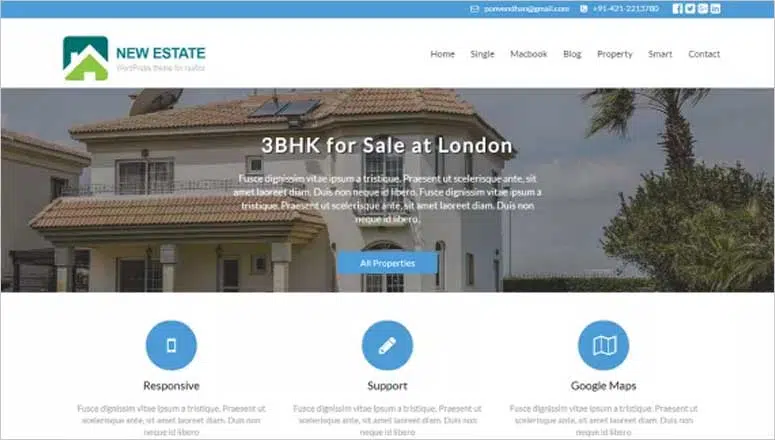 ponvendhan@gmail.com +91-421-2213780
NEW ESTATE
WordPress theme for realtor
Home Single Macbook Blog Property Smart Contact
3BHK for Sale at London
Fusce dignissim vitae ipsum a tristique. Praesent ut scelerisque ante, sit
amet laoreet diam. Duis non neque id libero. Fusce dignissim vitae ipsum a
tristique. Praesent ut scelerisque ante, sit amet laoreet diam. Duis non
neque id libero.
All Properties
Responsive Support Google Maps
Fusce dignissim vitae ipsum a tristique. Praesent ut Fusce dignissim vitae ipsum a tristique. Praesent ut Fusce dignissim vitae ipsum a tristique. Praesent ut
scelerisque ante, sit amet laoreet diam. Duis non scelerisque ante, sit amet laoreet diam. Duis non scelerisque ante, sit amet laoreet diam. Duis non
neque id libero neque id libero neque id libero